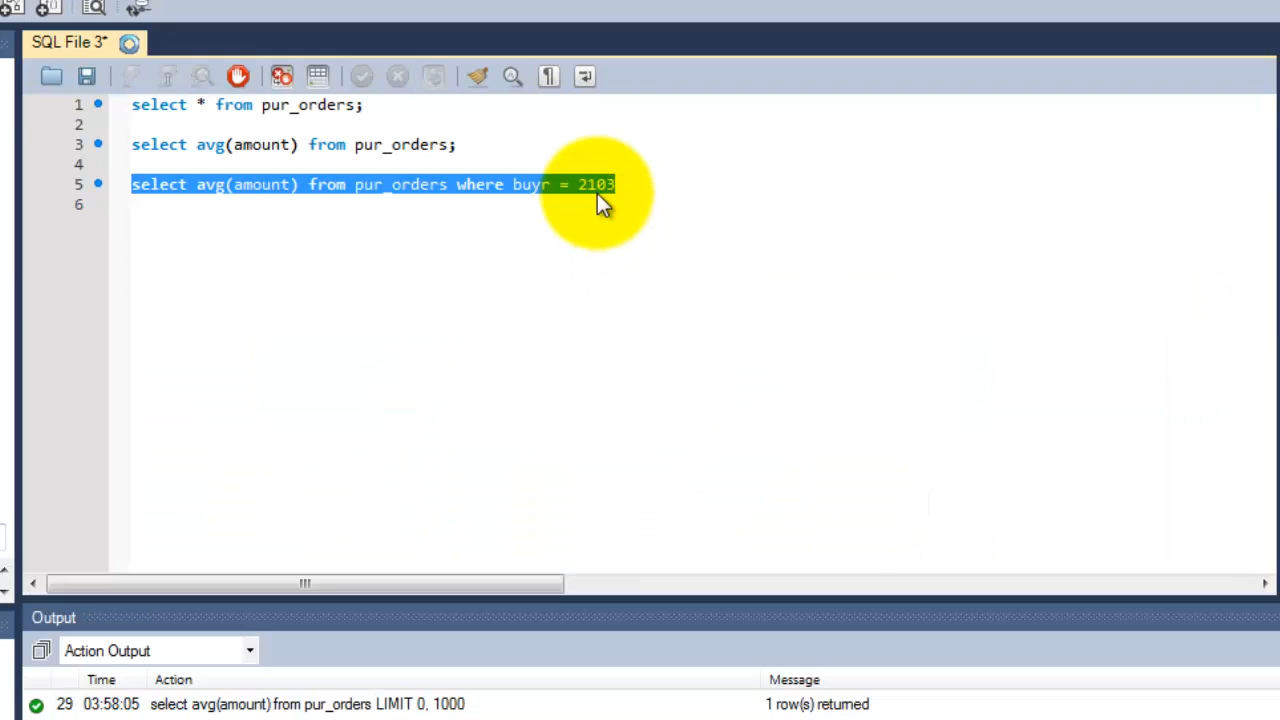 SQL File 3*
1 select * from pur_orders;
2
3 select avg(amount) from pur_orders;
4
5 select avg(amount) from pur_orders where buyr = 2103
6
Output
Action Output
Time Action Message
29 03:58:05 select avg(amount) from pur_orders LIMIT 0, 1000 1 row(s) returned